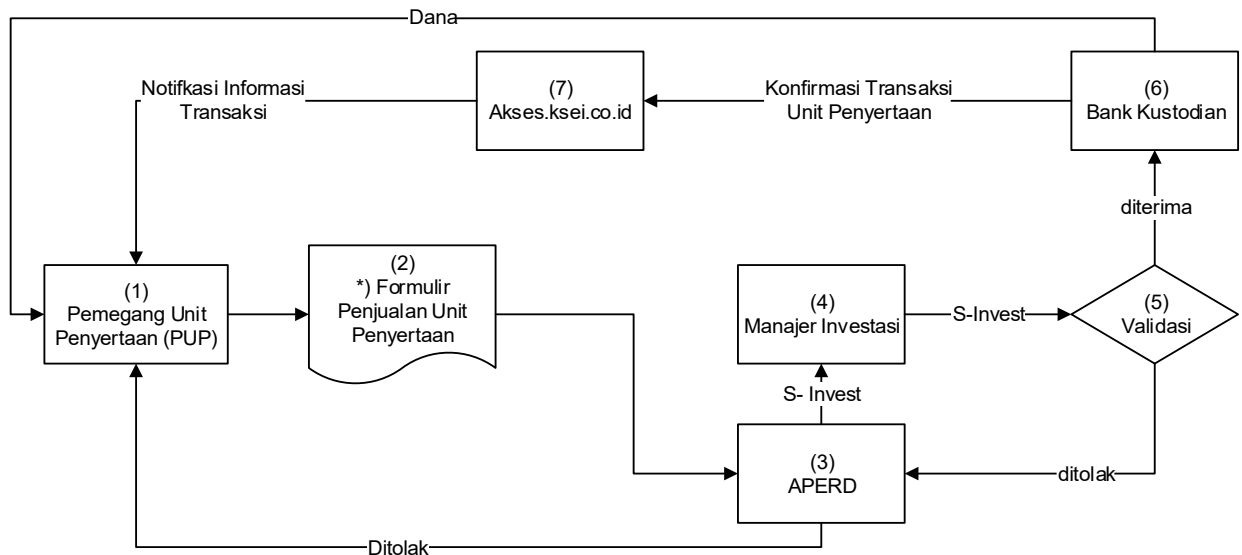 Dana
Notifkasi Informasi
Transaksi
(7)
Akses.ksei.co.id
Konfirmasi Transaksi
Unit Penyertaan
(6)
Bank Kustodian
diterima
(1)
Pemegang Unit
Penyertaan (PUP)
(2)
*) Formulir
Penjualan Unit
Penyertaan
(4)
Manajer Investasi
S-Invest
(5)
Validasi
S- Invest
(3)
APERD
ditolak
Ditolak